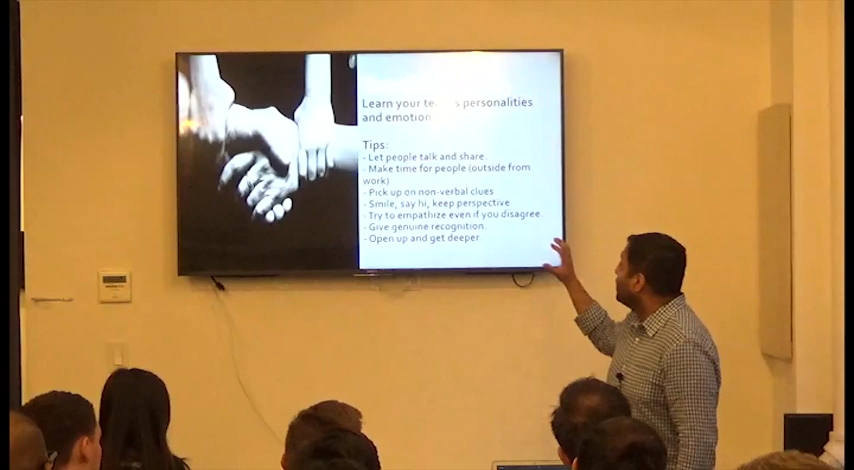 Learn your te s personalities
and emotion
Tips:
- Let people talk and share.
- Make time for people (outside from
work)
- Pick up on non-verbal clues
- Smile, say hi, keep perspective
- Try to empathize even if you disagree
- Give genuine recognition.
- Open up and get deeper.